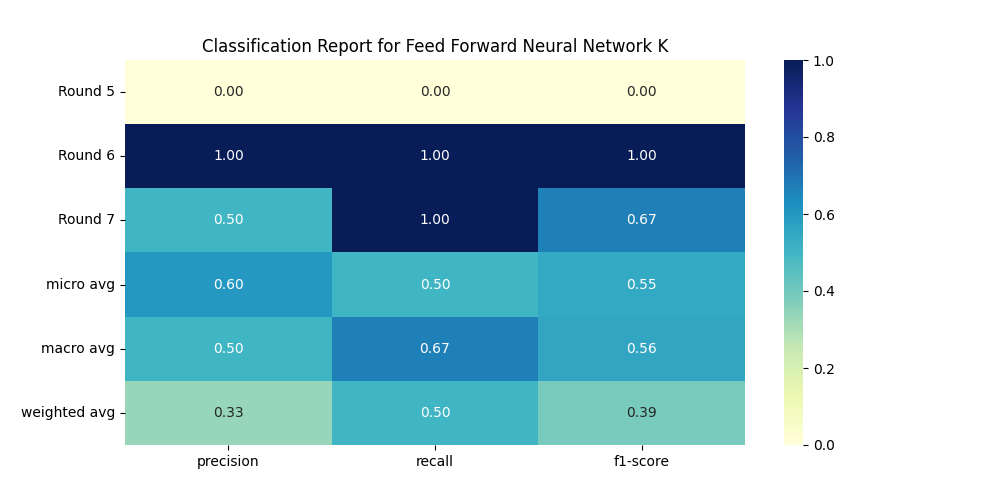 Classification Report for Feed Forward Neural Network K
Round 5 0.00 0.00 0.00
Round 6 1.00 1.00 1.00
Round 7 0.50 1.00 0.67
micro avg 0.60 0.50 0.55
macro avg 0.50 0.67 0.56
weighted avg 0.33 0.50 0.39
precision recall f1-score
1.0
0.8
0.6
0.4
0.2
0.0